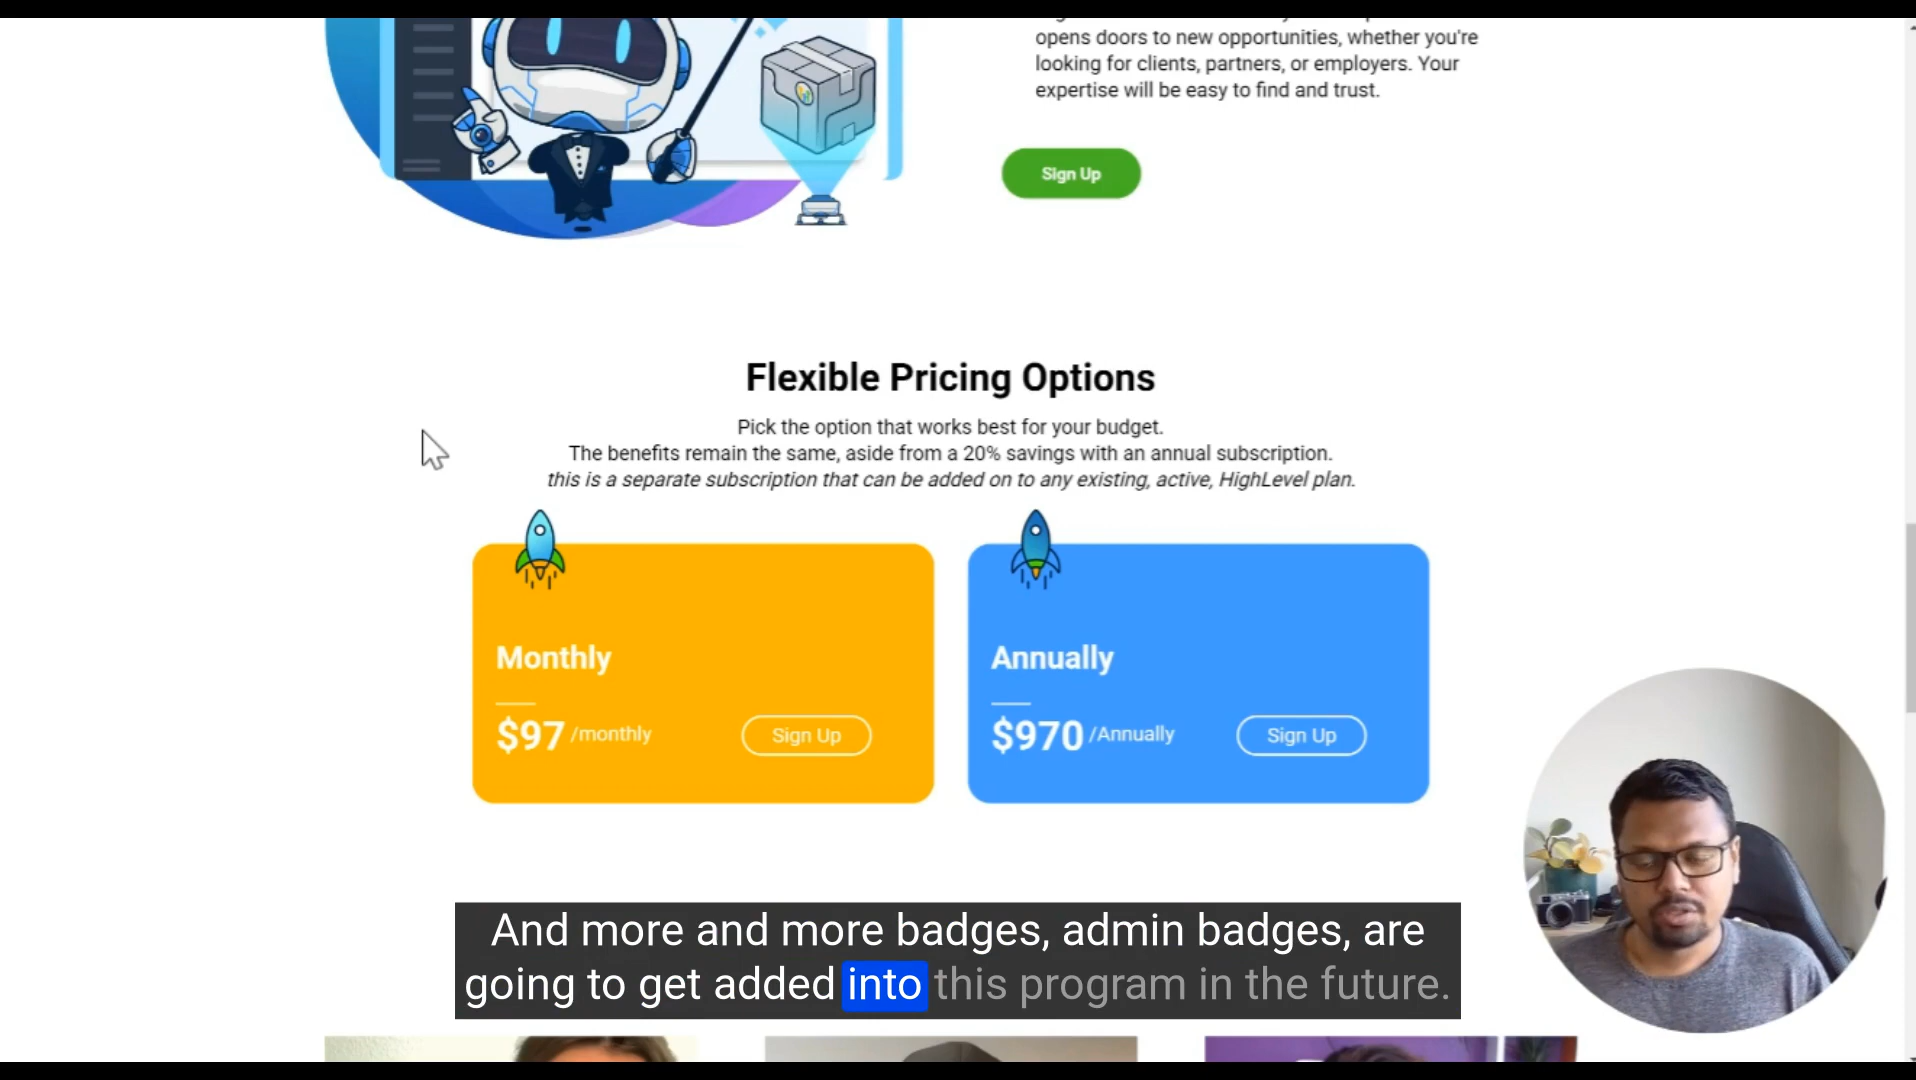 opens doors to new opportunities, whether you're
looking for clients, partners, or employers. Your
expertise will be easy to find and trust.
Sign Up
Flexible Pricing Options
Pick the option that works best for your budget.
The benefits remain the same, aside from a 20% savings with an annual subscription.
this is a separate subscription that can be added on to any existing, active, HighLevel plan.
Monthly
$97 /monthly
Sign Up
Annually
$970 /Annually
Sign Up
And more and more badges, admin badges, are
going to get added into this program in the future.